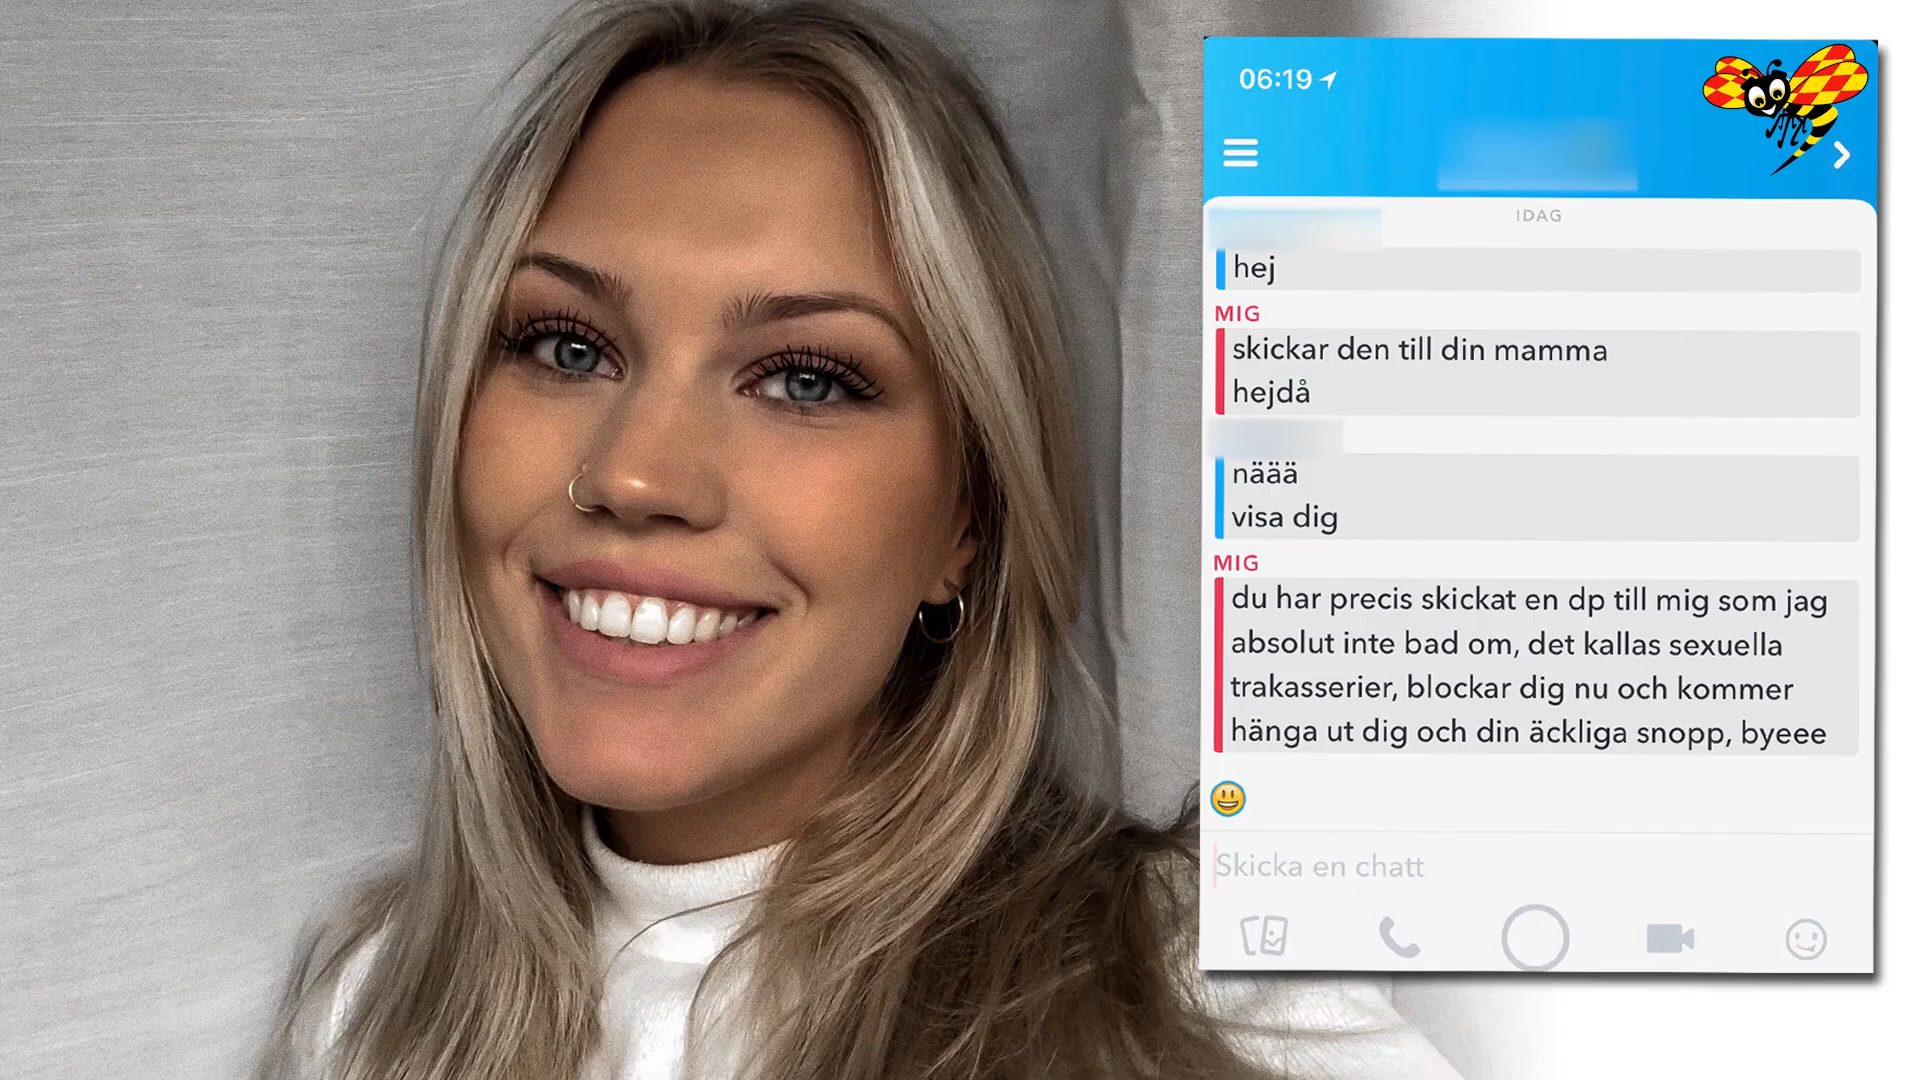 06:19
IDAG
hej
MIG
skickar den till din mamma
hejdå
näää
visa dig
MIG
du har precis skickat en dp till mig som jag
absolut inte bad om, det kallas sexuella
trakasserier, blockar dig nu och kommer
hänga ut dig och din äckliga snopp, byeee
Skicka en chatt